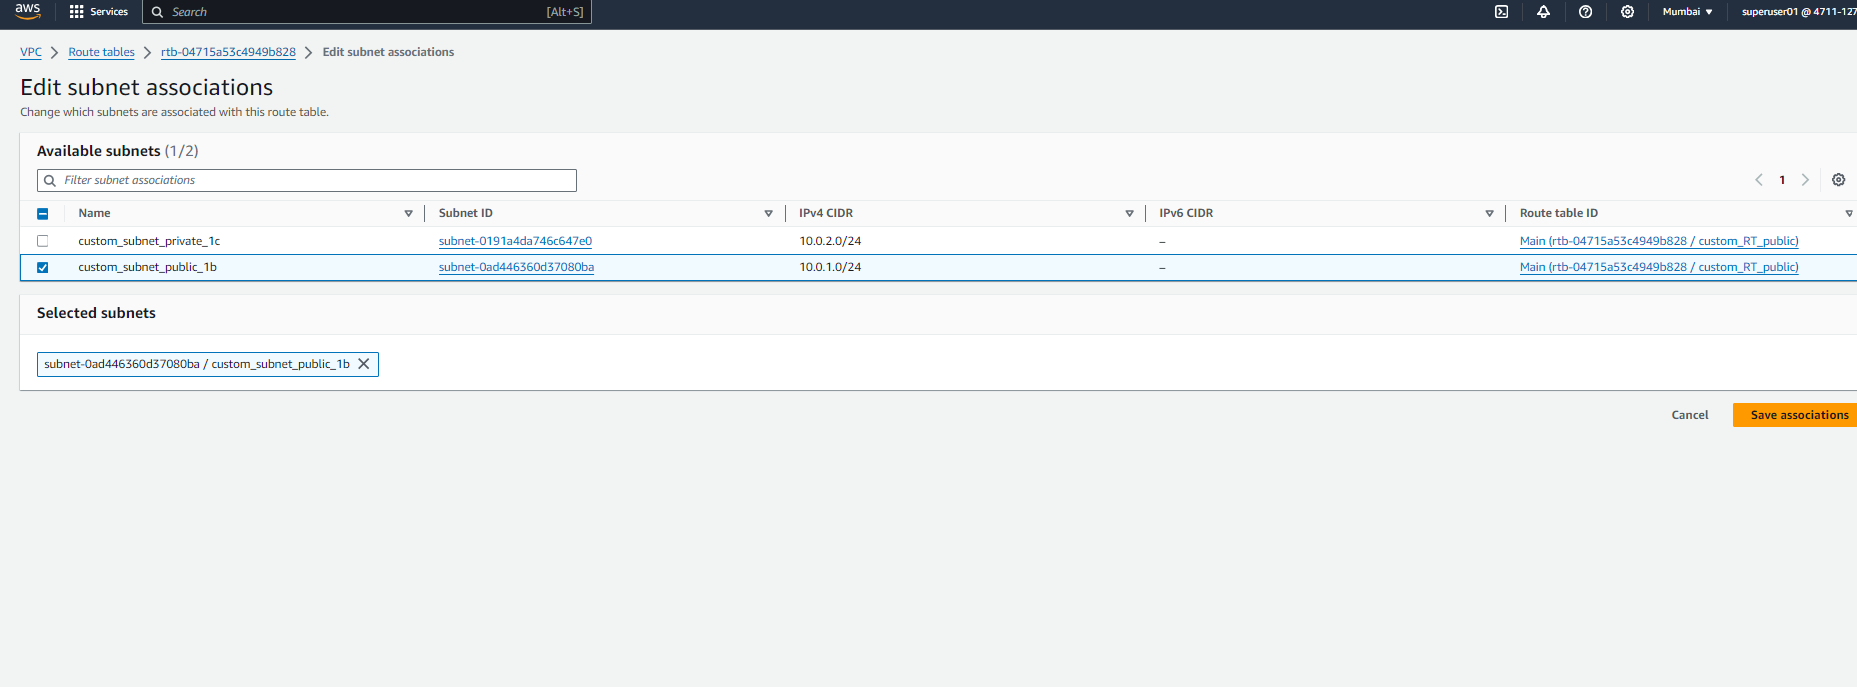 aws Services Search [Alt+S] Mumbai superuser01 @ 4711-127
VPC Route tables rtb-04715a53c4949b828 Edit subnet associations
Edit subnet associations
Change which subnets are associated with this route table.
Available subnets (1/2)
Filter subnet associations 1
Name Subnet ID IPv4 CIDR IPv6 CIDR Route table ID
custom_subnet_private_1c subnet-0191a4da746c647e0 10.0.2.0/24 – Main (rtb-04715a53c4949b828 / custom_RT_public)
custom_subnet_public_1b subnet-0ad446360d37080ba 10.0.1.0/24 – Main (rtb-04715a53c4949b828 / custom_RT_public)
Selected subnets
subnet-0ad446360d37080ba / custom_subnet_public_1b
Cancel Save associations